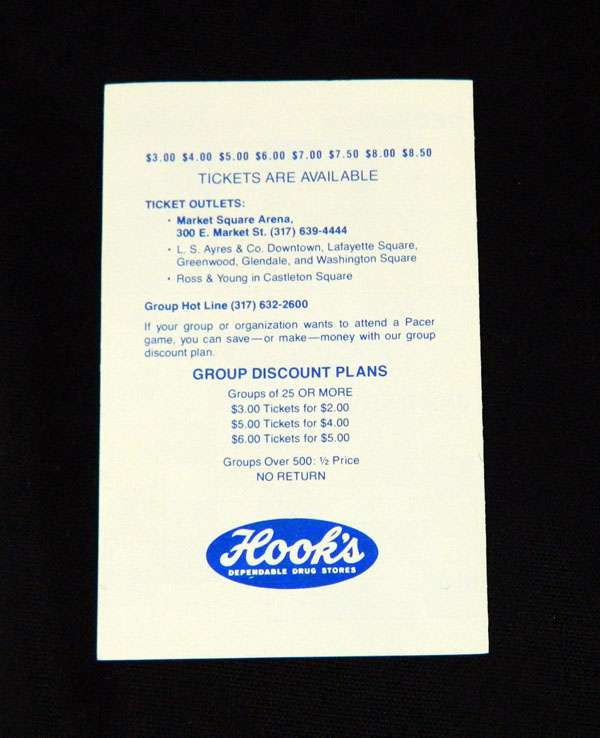 $3.00 $4.00 $5.00 $6.00 $7.00 $7.50 $8.00 $8.50
TICKETS ARE AVAILABLE
TICKET OUTLETS:
• Market Square Arena,
300 E. Market St. (317) 639-4444
• L. S. Ayres & Co. Downtown, Lafayette Square,
Greenwood, Glendale, and Washington Square
• Ross & Young in Castleton Square
Group Hot Line (317) 632-2600
If your group or organization wants to attend a Pacer
game, you can save—or make—money with our group
discount plan.
GROUP DISCOUNT PLANS
Groups of 25 OR MORE
$3.00 Tickets for $2.00
$5.00 Tickets for $4.00
$6.00 Tickets for $5.00
Groups Over 500: ½ Price
NO RETURN
Hook's
DEPENDABLE DRUG STORES